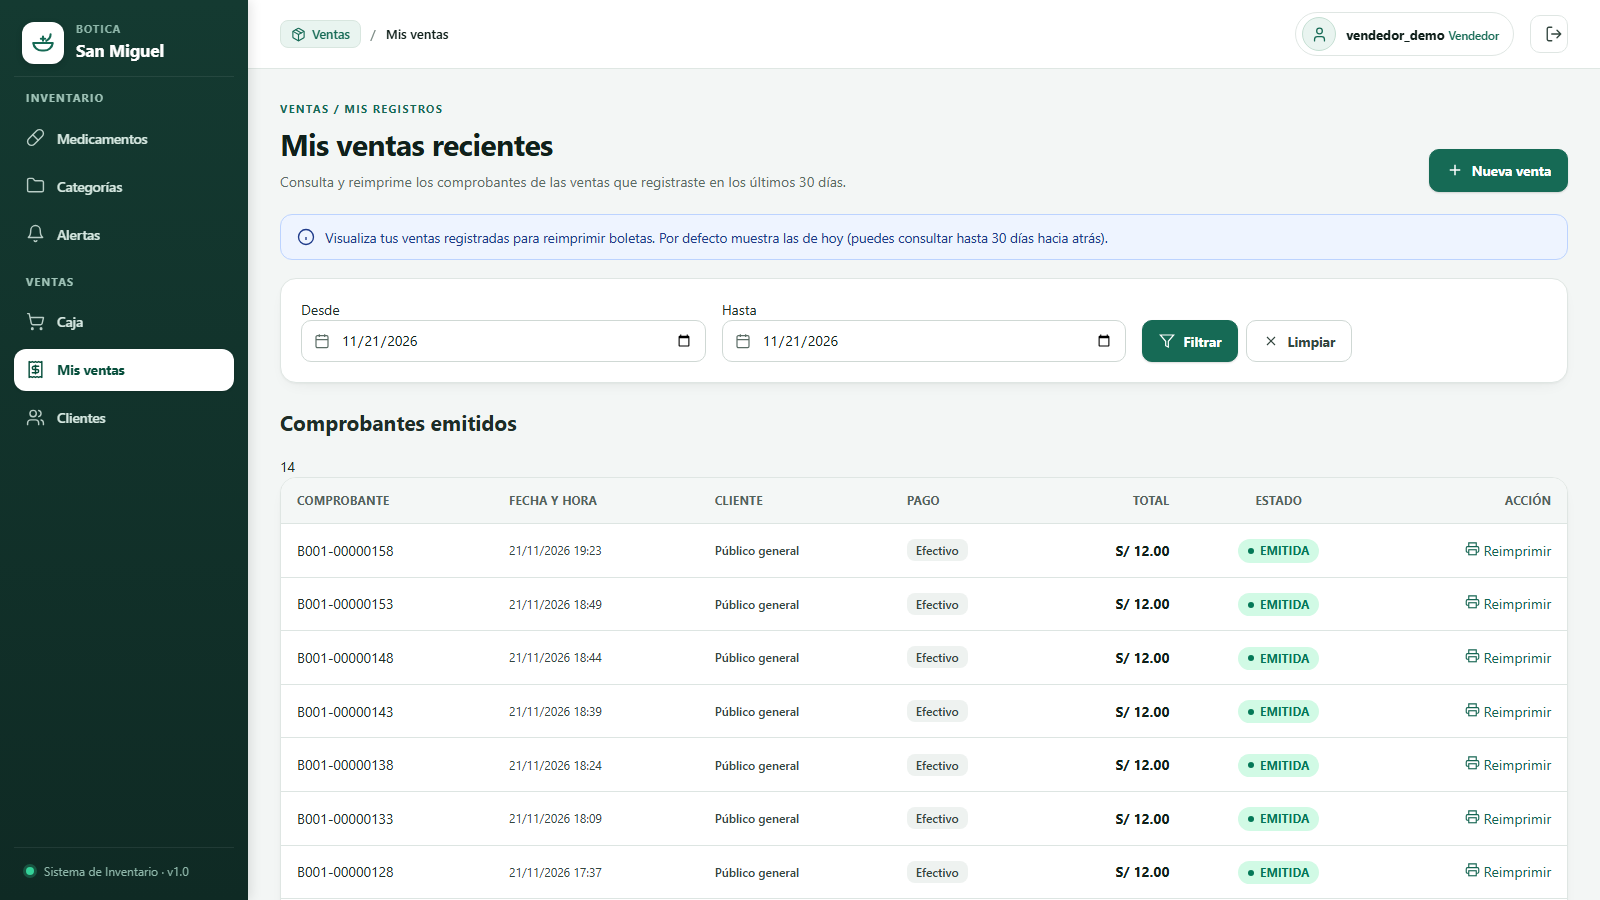 BOTICA
San Miguel
INVENTARIO
Medicamentos
Categorías
Alertas
VENTAS
Caja
Mis ventas
Clientes
Sistema de Inventario · v1.0
Ventas / Mis ventas
vendedor_demo Vendedor
VENTAS / MIS REGISTROS
Mis ventas recientes
Consulta y reimprime los comprobantes de las ventas que registraste en los últimos 30 días.
+ Nueva venta
Visualiza tus ventas registradas para reimprimir boletas. Por defecto muestra las de hoy (puedes consultar hasta 30 días hacia atrás).
Desde
11/21/2026
Hasta
11/21/2026
Filtrar
Limpiar
Comprobantes emitidos
14
COMPROBANTE FECHA Y HORA CLIENTE PAGO TOTAL ESTADO ACCIÓN
B001-00000158 21/11/2026 19:23 Público general Efectivo S/ 12.00 EMITIDA Reimprimir
B001-00000153 21/11/2026 18:49 Público general Efectivo S/ 12.00 EMITIDA Reimprimir
B001-00000148 21/11/2026 18:44 Público general Efectivo S/ 12.00 EMITIDA Reimprimir
B001-00000143 21/11/2026 18:39 Público general Efectivo S/ 12.00 EMITIDA Reimprimir
B001-00000138 21/11/2026 18:24 Público general Efectivo S/ 12.00 EMITIDA Reimprimir
B001-00000133 21/11/2026 18:09 Público general Efectivo S/ 12.00 EMITIDA Reimprimir
B001-00000128 21/11/2026 17:37 Público general Efectivo S/ 12.00 EMITIDA Reimprimir